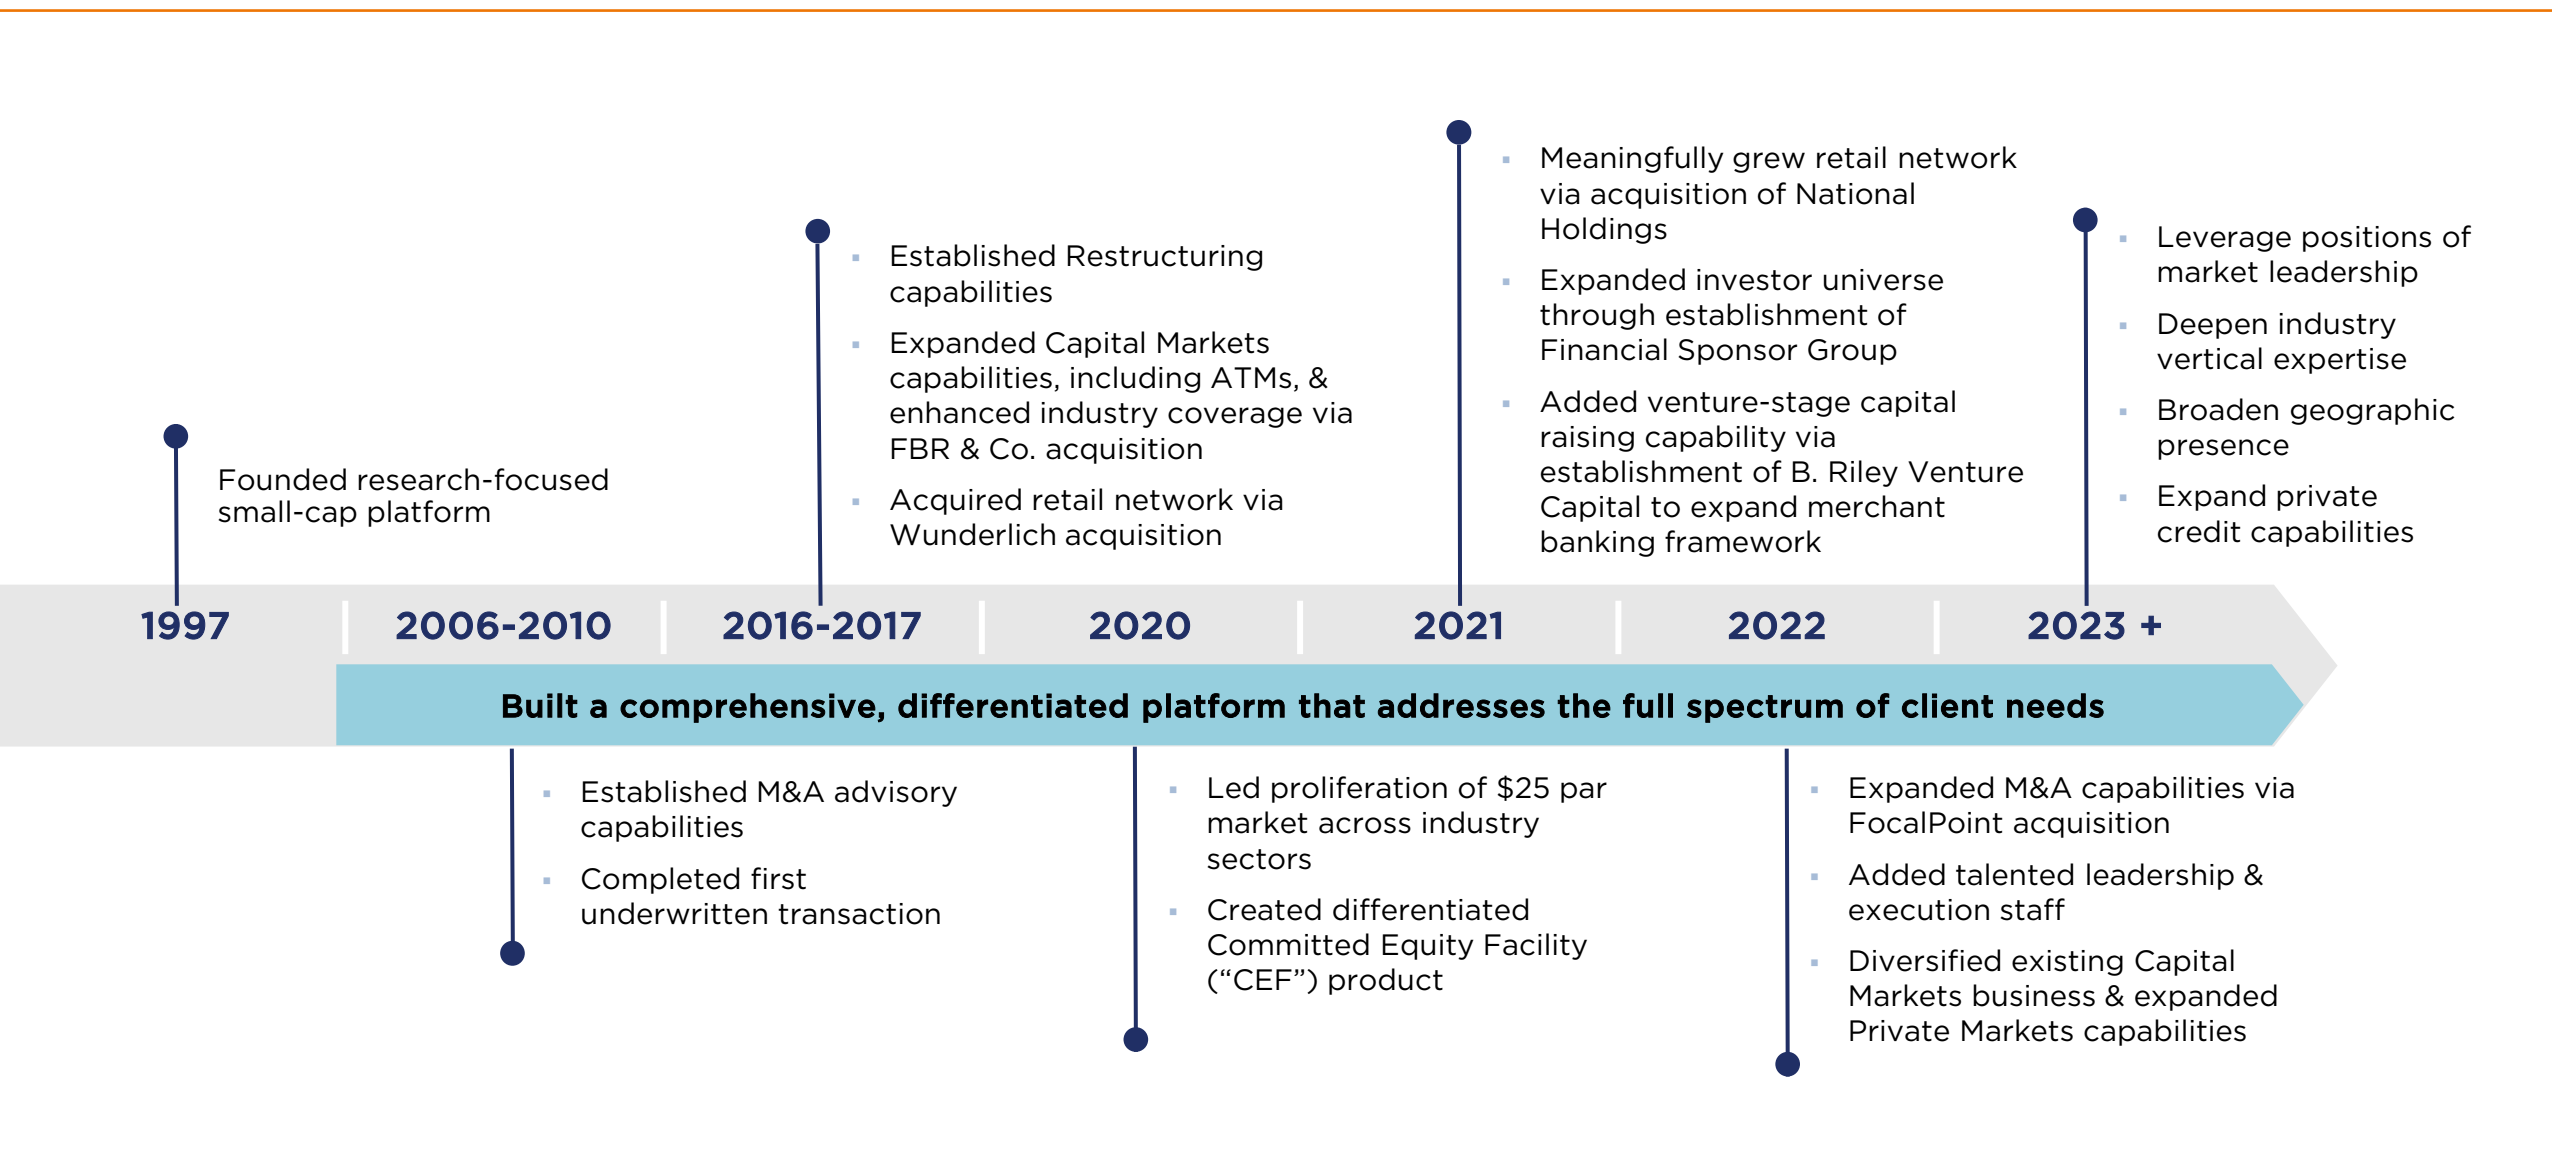 Meaningfully grew retail network
via acquisition of National
Holdings
Expanded investor universe
through establishment of
Financial Sponsor Group
Added venture-stage capital
raising capability via
establishment of B. Riley Venture
Capital to expand merchant
banking framework
Leverage positions of
market leadership
Deepen industry
vertical expertise
Broaden geographic
presence
Expand private
credit capabilities
Established Restructuring
capabilities
Expanded Capital Markets
capabilities, including ATMs, &
enhanced industry coverage via
FBR & Co. acquisition
Acquired retail network via
Wunderlich acquisition
Founded research-focused
small-cap platform
1997
2006-2010
2016-2017
2020
2021
2022
2023 +
Built a comprehensive, differentiated platform that addresses the full spectrum of client needs
Established M&A advisory
capabilities
Completed first
underwritten transaction
Led proliferation of $25 par
market across industry
sectors
Created differentiated
Committed Equity Facility
(“CEF”) product
Expanded M&A capabilities via
FocalPoint acquisition
Added talented leadership &
execution staff
Diversified existing Capital
Markets business & expanded
Private Markets capabilities